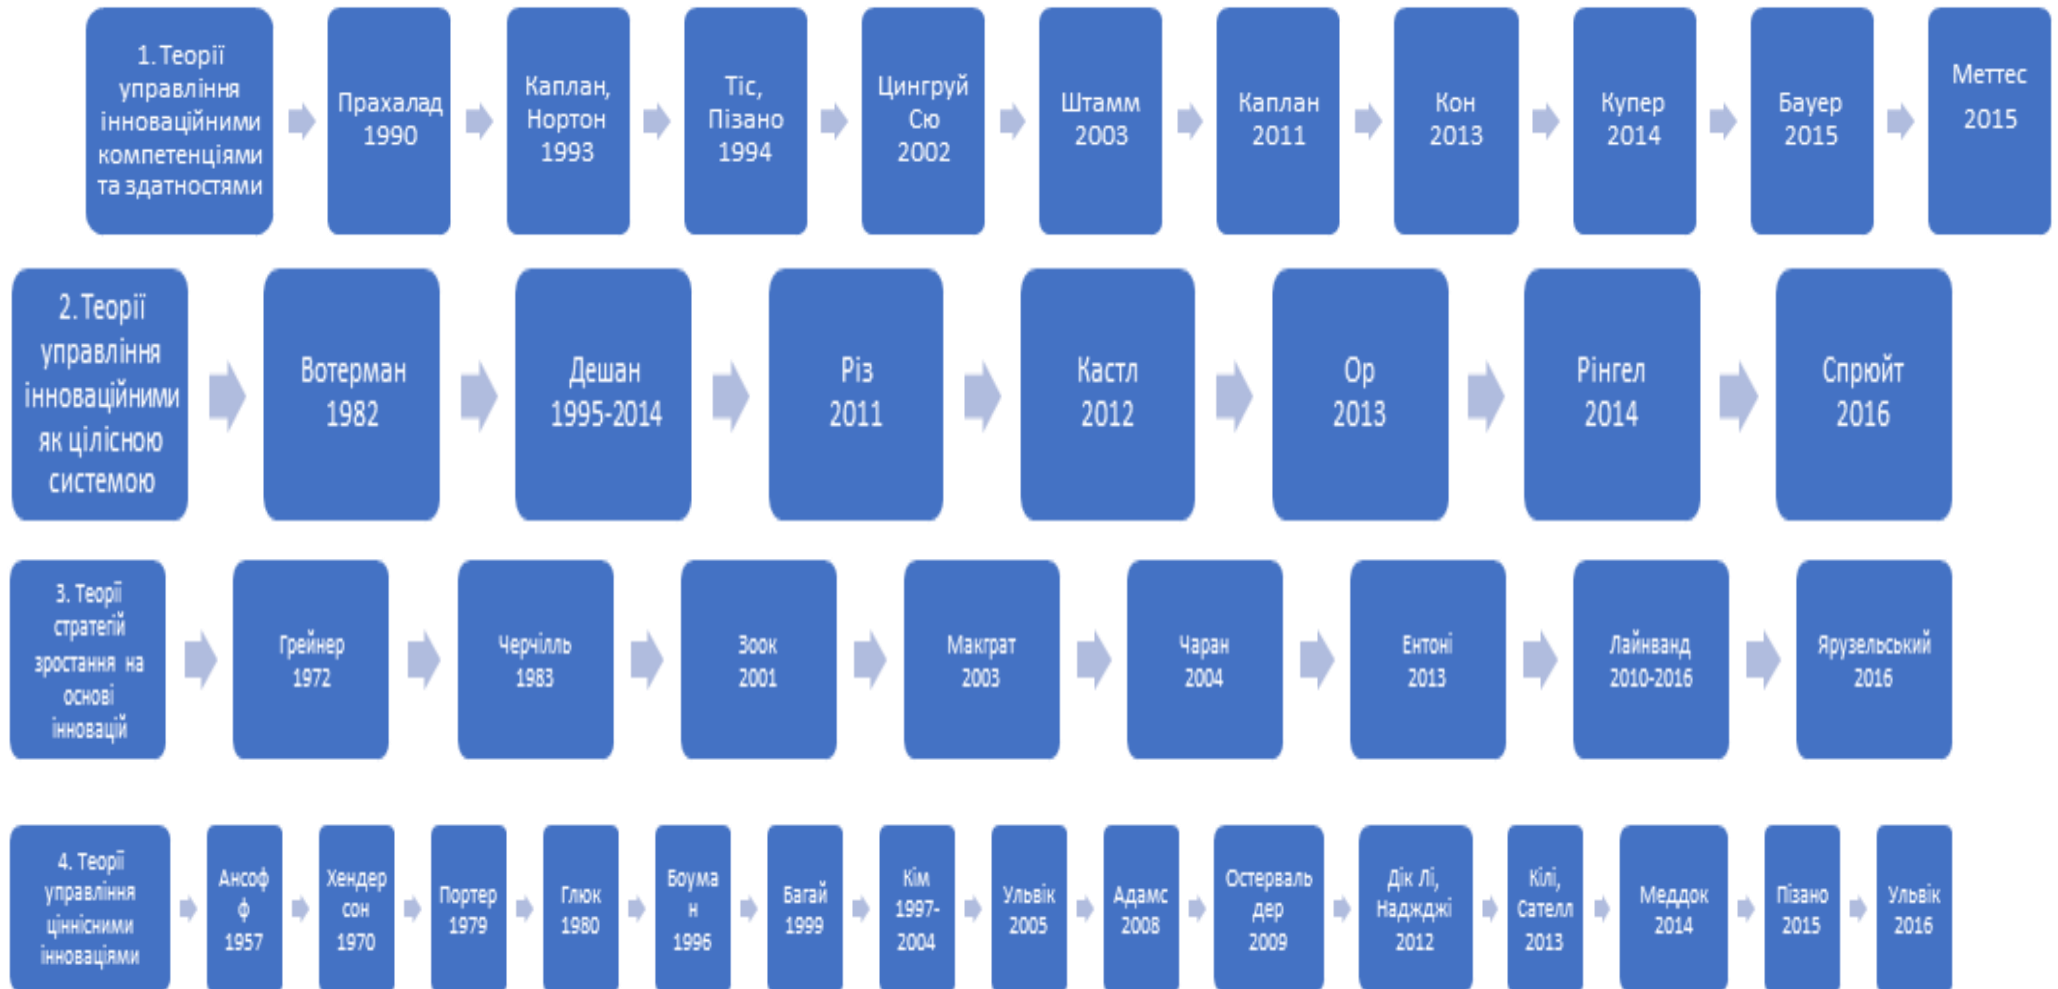 1. Теорії
управління
інноваційними
компетенціями
та здатностями
Прахалад
1990
Каплан,
Нортон
1993
Тіс,
Пізано
1994
Цингруй
Сю
2002
Штамм
2003
Каплан
2011
Кон
2013
Купер
2014
Бауер
2015
Меттес
2015
2. Теорії
управління
інноваційними
як цілісною
системою
Вотерман
1982
Дешан
1995-2014
Різ
2011
Кастл
2012
Ор
2013
Рінгел
2014
Спрюйт
2016
3. Теорії
стратегій
зростання на
основі
інновацій
Грейнер
1972
Черчілль
1983
Зоок
2001
Макграт
2003
Чаран
2004
Ентоні
2013
Лайнванд
2010-2016
Ярузельський
2016
4. Теорії
управління
ціннісними
інноваціями
Ансоф
ф
1957
Хендер
сон
1970
Портер
1979
Глюк
1980
Боума
н
1996
Багай
1999
Кім
1997-
2004
Ульвік
2005
Адамс
2008
Остерваль
дер
2009
Дік Лі,
Наджджі
2012
Кілі,
Сателл
2013
Меддок
2014
Пізано
2015
Ульвік
2016